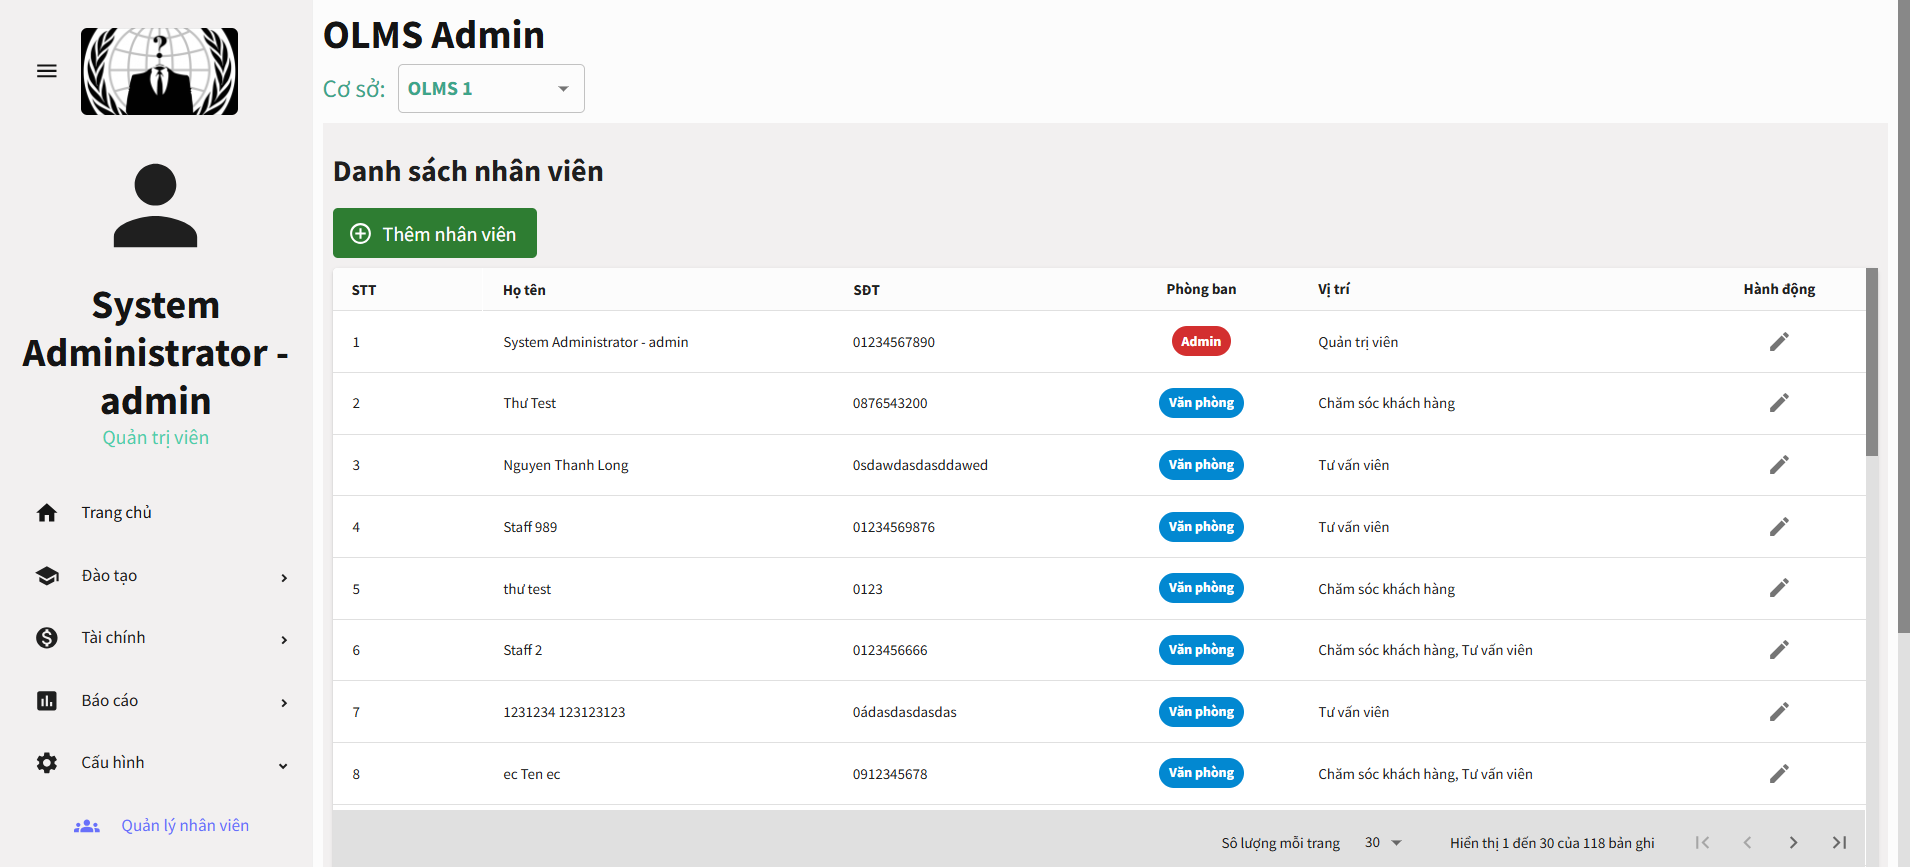 OLMS Admin
Cơ sở: OLMS 1
System
Administrator -
admin
Quản trị viên
Trang chủ
Đào tạo
Tài chính
Báo cáo
Cấu hình
Quản lý nhân viên
Danh sách nhân viên
Thêm nhân viên
STT Họ tên SĐT Phòng ban Vị trí Hành động
1 System Administrator - admin 01234567890 Admin Quản trị viên
2 Thư Test 0876543200 Văn phòng Chăm sóc khách hàng
3 Nguyen Thanh Long 0sdawdasdasddawed Văn phòng Tư vấn viên
4 Staff 989 01234569876 Văn phòng Tư vấn viên
5 thư test 0123 Văn phòng Chăm sóc khách hàng
6 Staff 2 0123456666 Văn phòng Chăm sóc khách hàng, Tư vấn viên
7 1231234 123123123 0ádasdasdasdas Văn phòng Tư vấn viên
8 ec Ten ec 0912345678 Văn phòng Chăm sóc khách hàng, Tư vấn viên
Số lượng mỗi trang 30 Hiển thị 1 đến 30 của 118 bản ghi